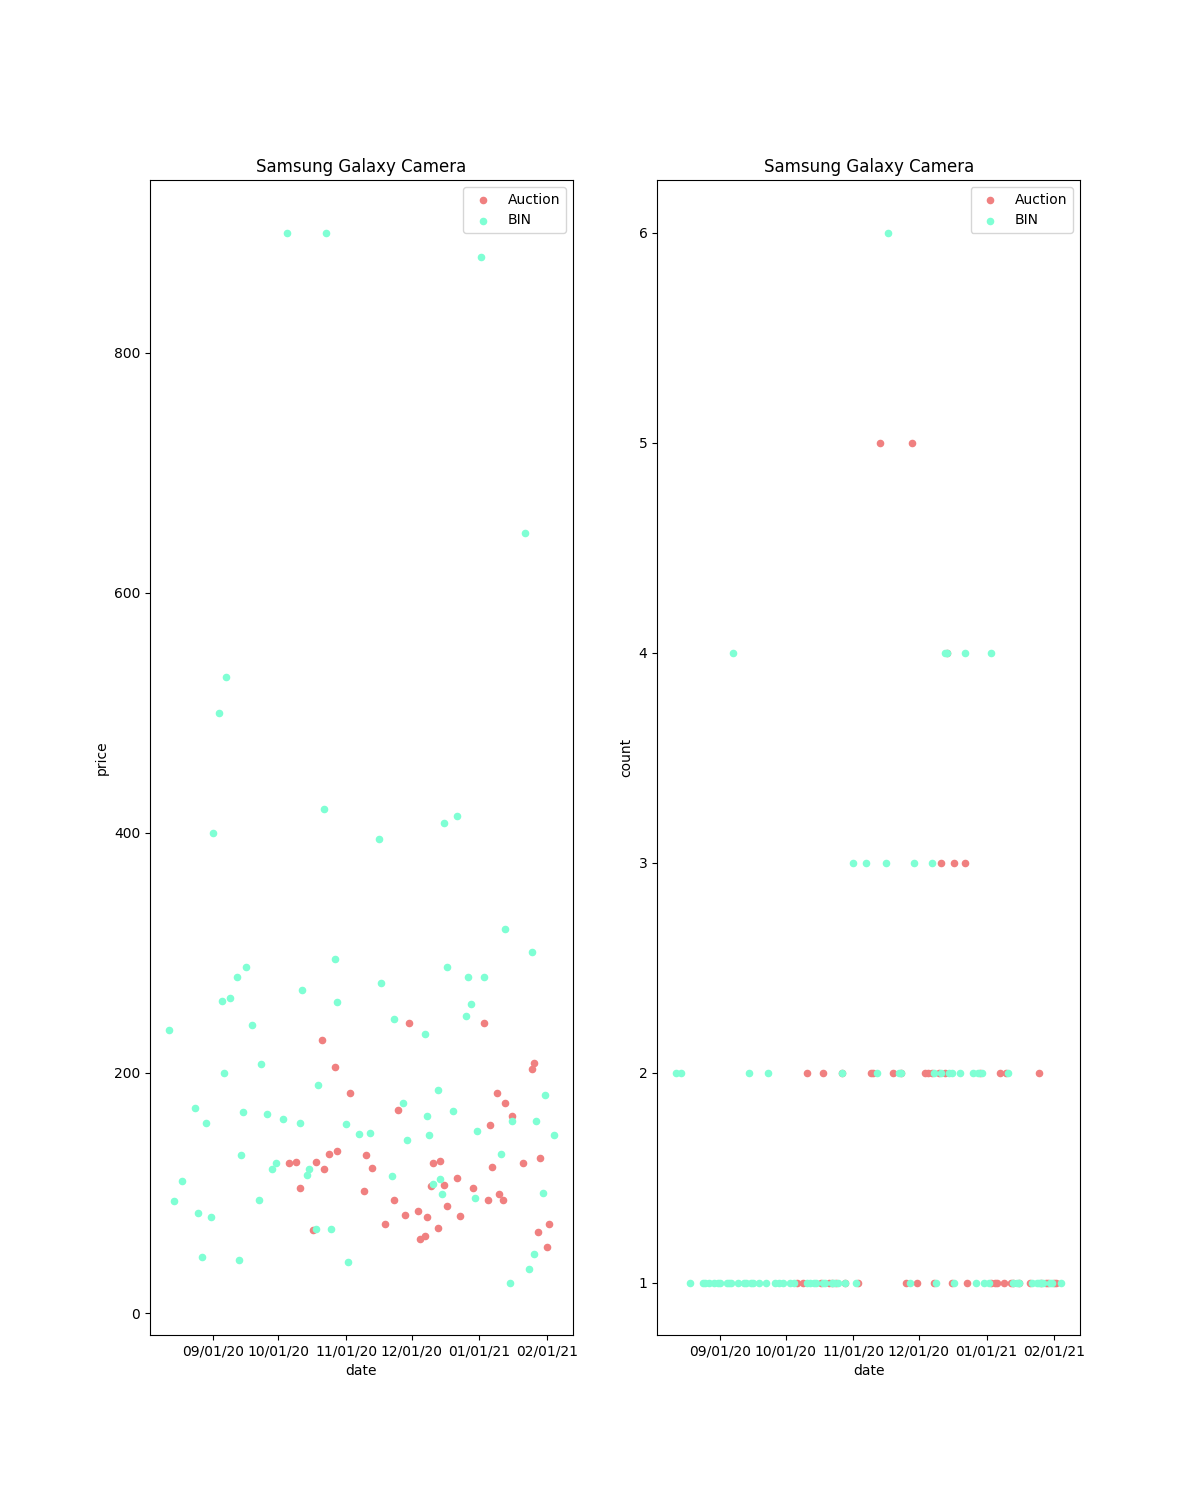 Samsung Galaxy Camera
Auction
BIN
800
600
400
200
0
price
09/01/20 10/01/20 11/01/20 12/01/20 01/01/21 02/01/21
date
Samsung Galaxy Camera
Auction
BIN
6
5
4
3
2
1
count
09/01/20 10/01/20 11/01/20 12/01/20 01/01/21 02/01/21
date